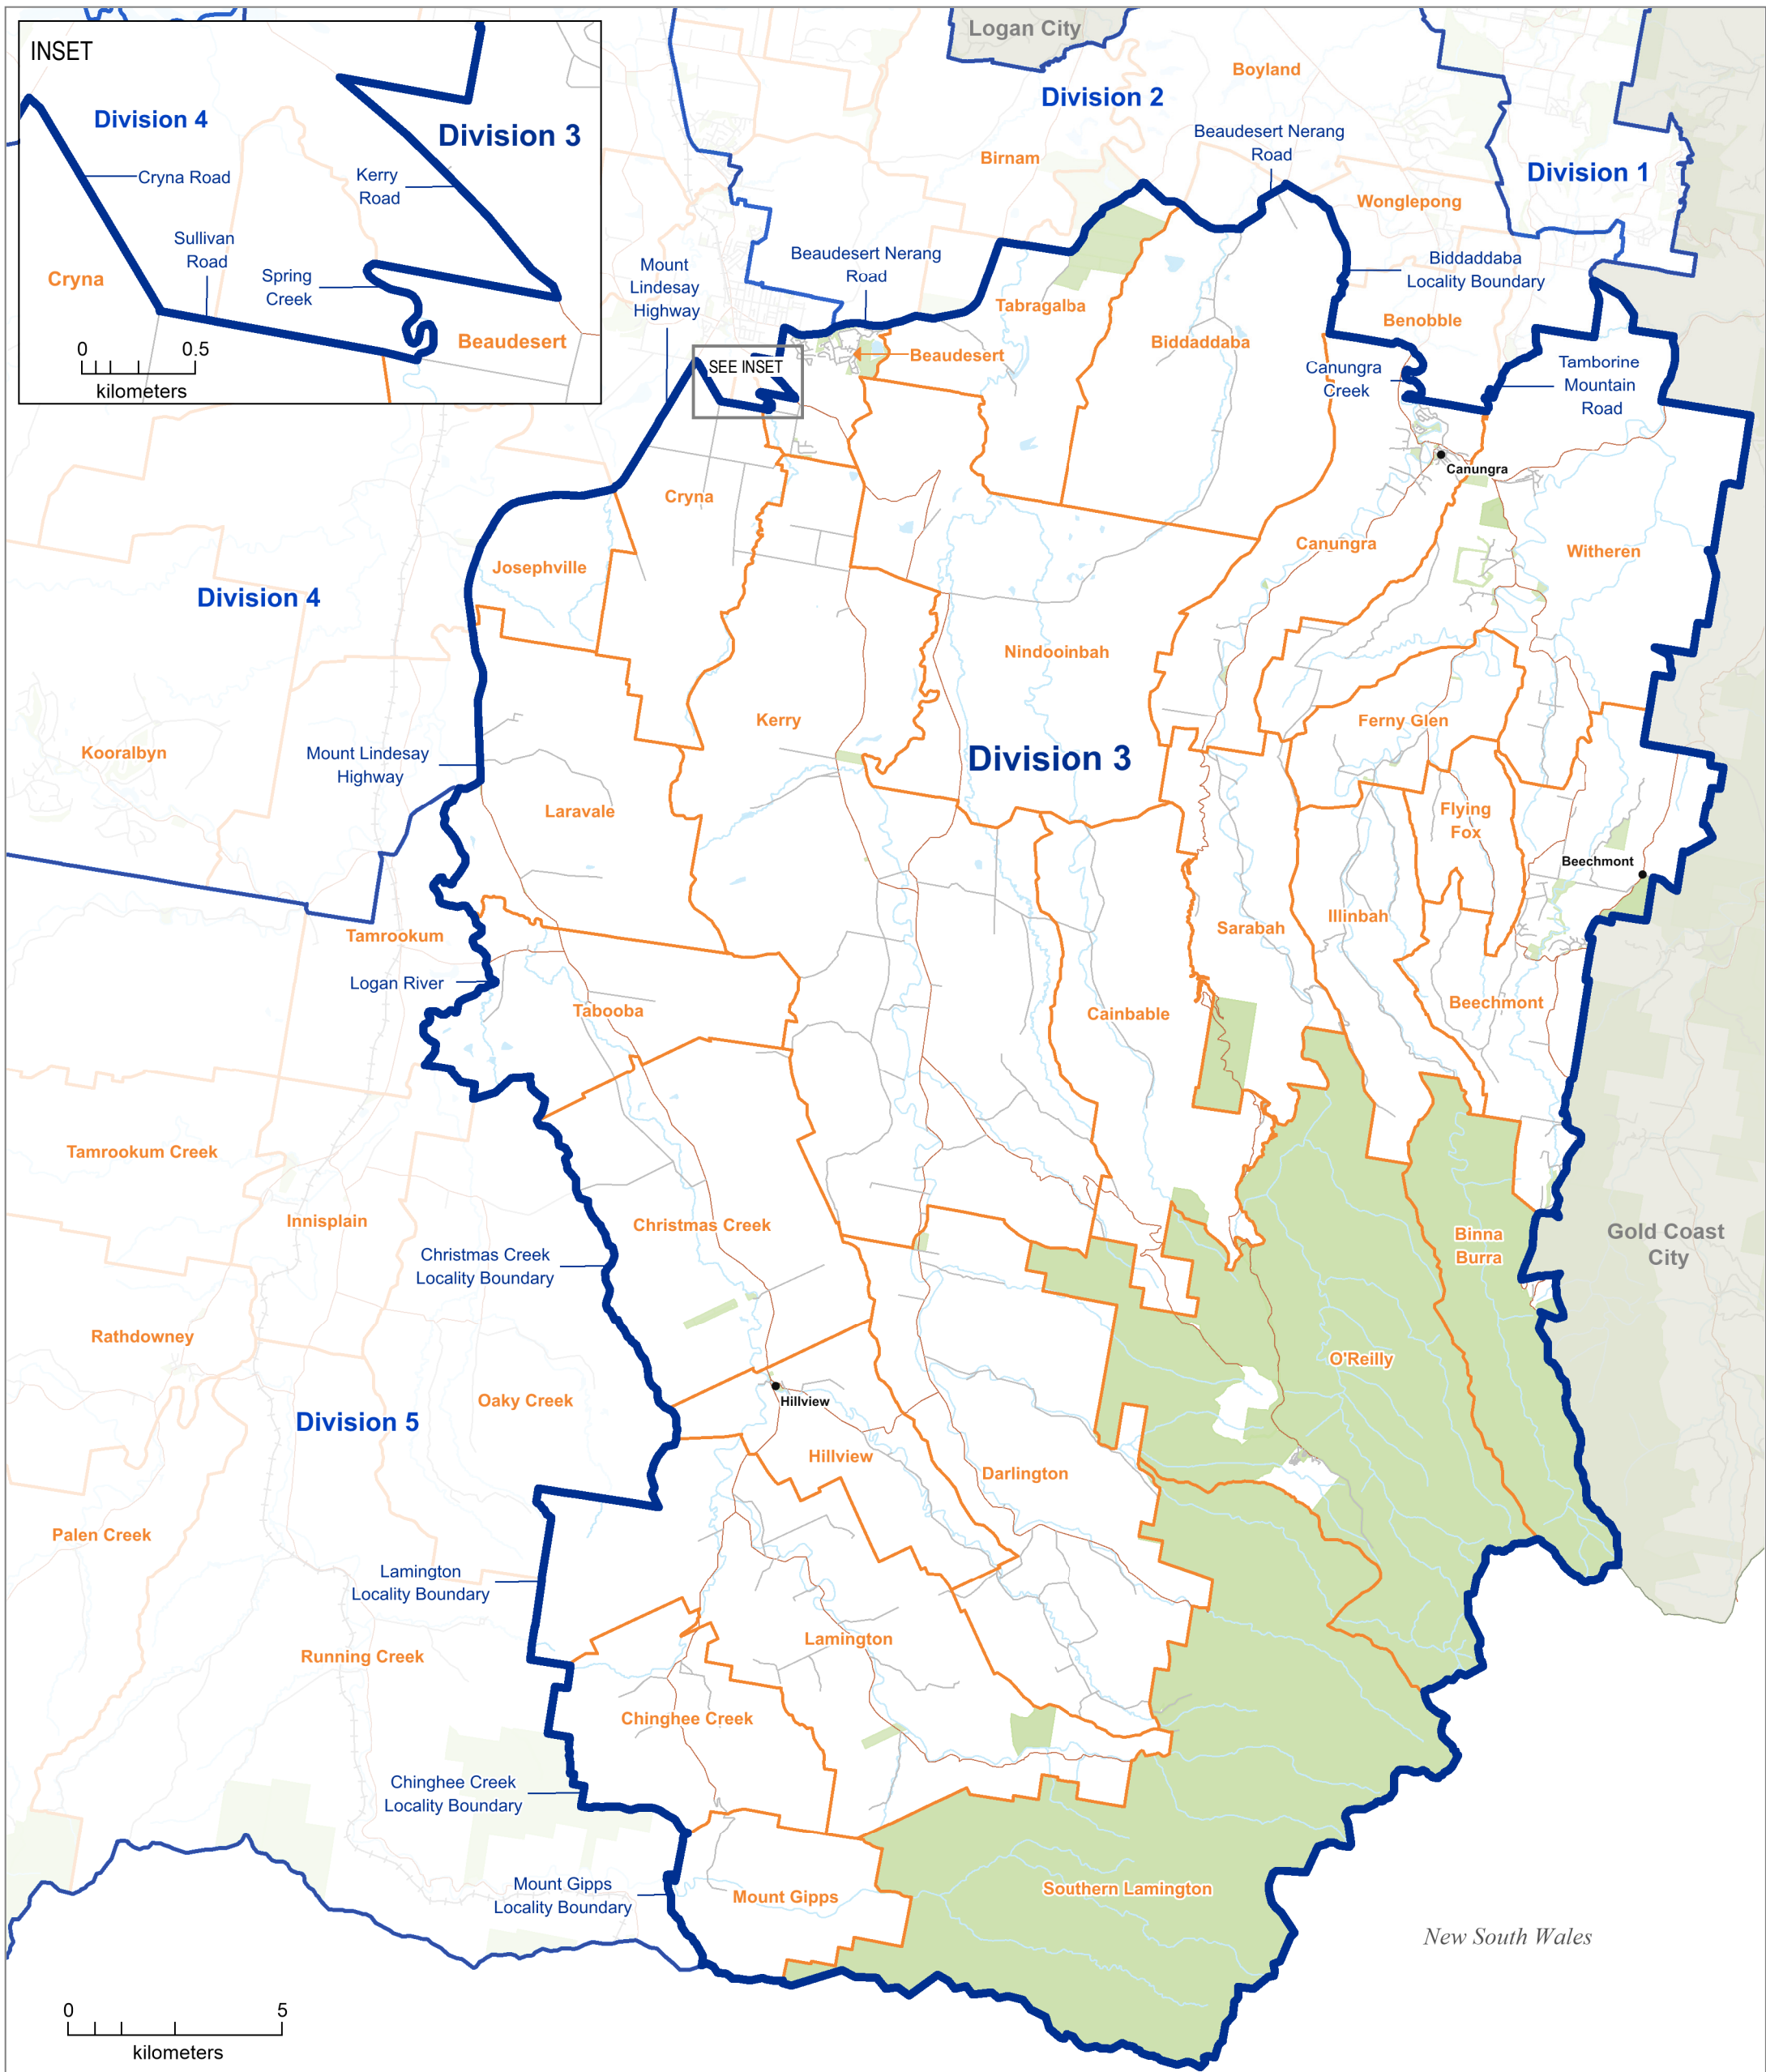 INSET
Division 4
Division 3
Cryna Road
Kerry
Road
Sullivan
Road
Spring
Creek
Cryna
Beaudesert
0 0.5
kilometers
Logan City
Boyland
Division 2
Beaudesert Nerang
Road
Birnam
Division 1
Wonglepong
Mount
Lindesay
Highway
Beaudesert Nerang
Road
Biddaddaba
Locality Boundary
Tabragalba
Benobble
Biddaddaba
Beaudesert
SEE INSET
Canungra
Creek
Tamborine
Mountain
Road
Canungra
Cryna
Canungra
Witheren
Josephville
Division 4
Nindooinbah
Kerry
Ferny Glen
Kooralbyn
Mount Lindesay
Highway
Division 3
Laravale
Flying
Fox
Beechmont
Tamrookum
Sarabah
Illinbah
Logan River
Tabooba
Cainbable
Beechmont
Tamrookum Creek
Innisplain
Christmas Creek
Christmas Creek
Locality Boundary
Binna
Burra
Gold Coast
City
Rathdowney
O'Reilly
Oaky Creek
Hillview
Division 5
Hillview
Darlington
Palen Creek
Lamington
Locality Boundary
Running Creek
Lamington
Chinghee Creek
Chinghee Creek
Locality Boundary
Mount Gipps
Locality Boundary
Mount Gipps
Southern Lamington
New South Wales
0 5
kilometers